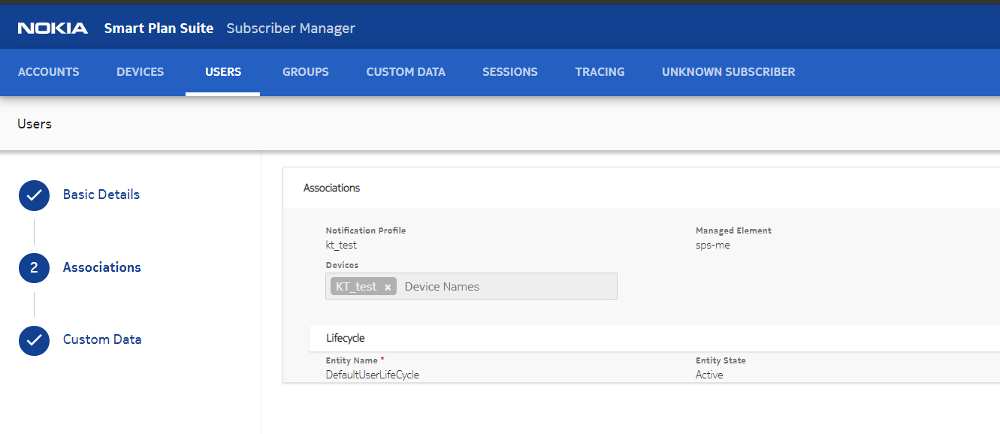 NOKIA Smart Plan Suite Subscriber Manager
ACCOUNTS DEVICES USERS GROUPS CUSTOM DATA SESSIONS TRACING UNKNOWN SUBSCRIBER
Users
Basic Details
2 Associations
Custom Data
Associations
Notification Profile Managed Element
kt_test sps-me
Devices
KT_test × Device Names
Lifecycle
Entity Name * Entity State
DefaultUserLifeCycle Active